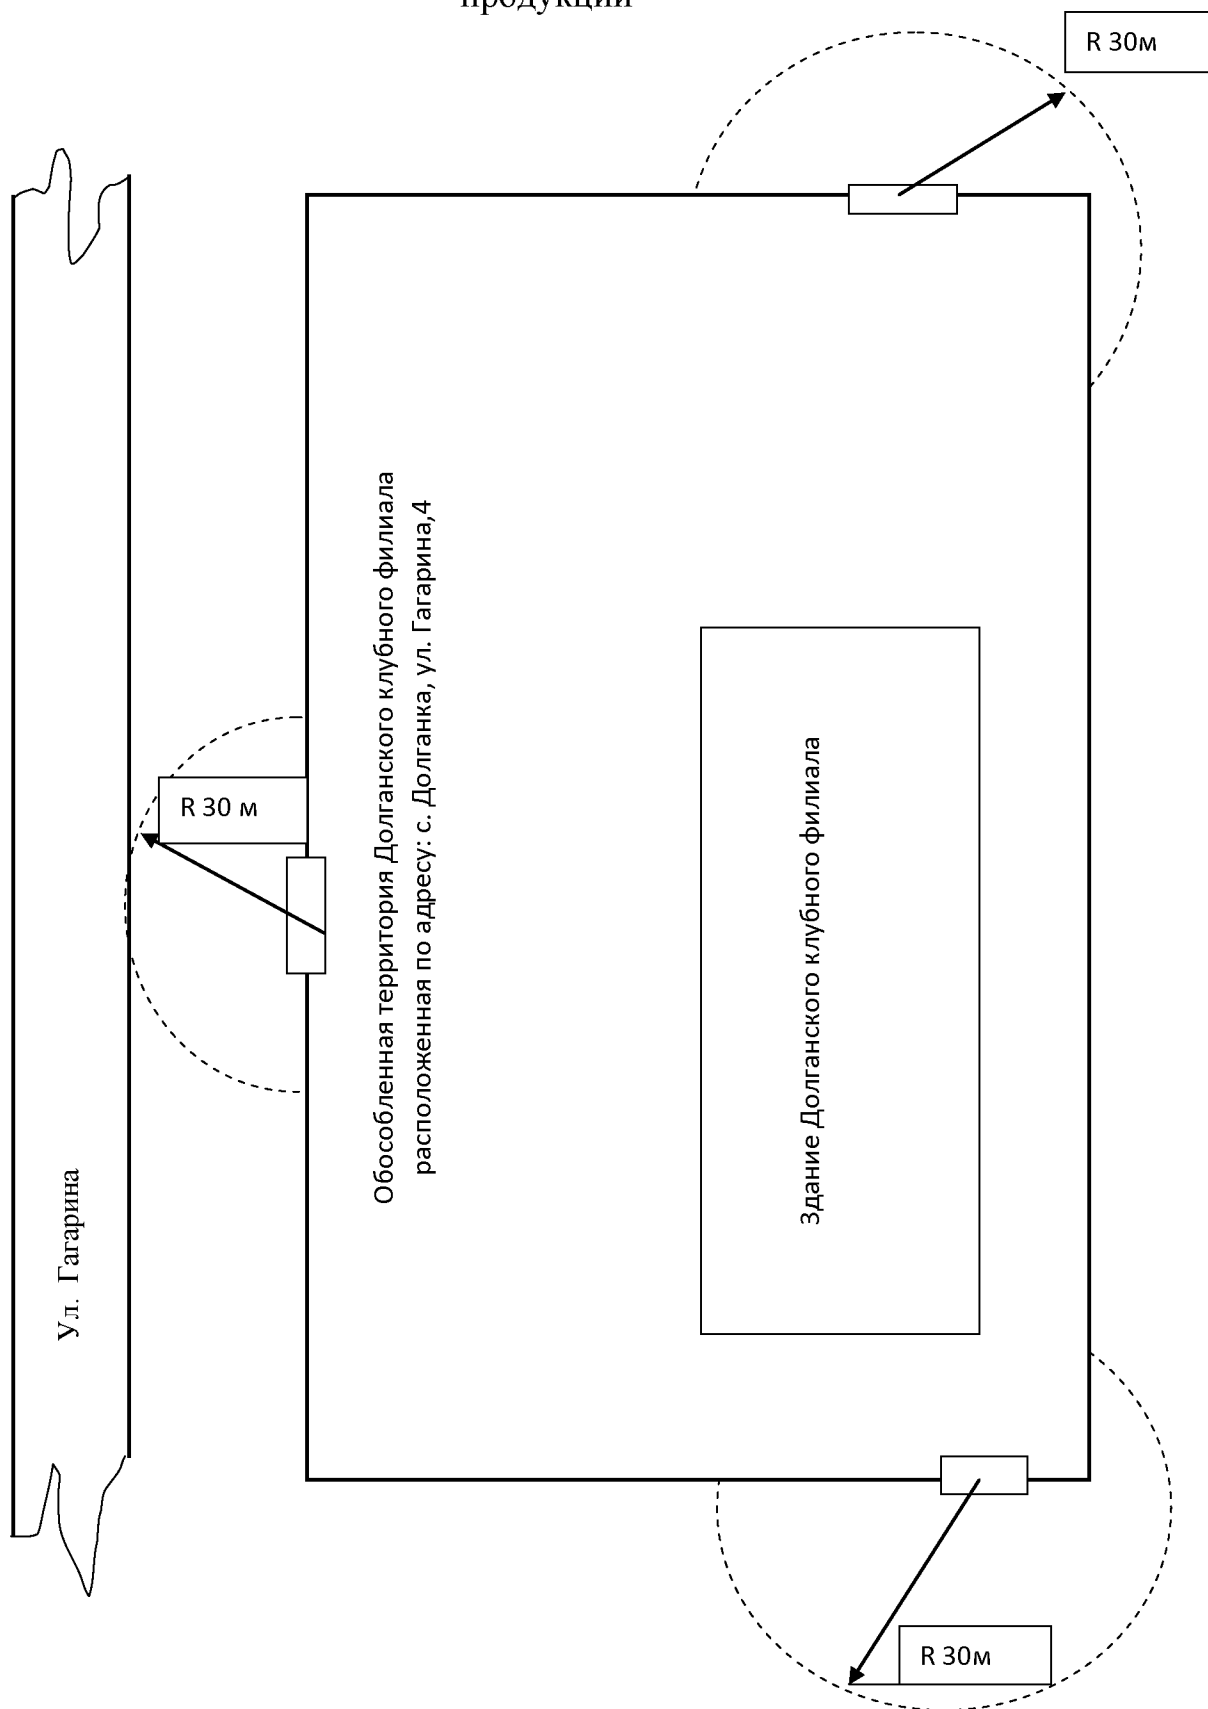 продукции
R 30м
Обособленная территория Долганского клубного филиала
расположенная по адресу: с. Долганка, ул. Гагарина,4
R 30 м
Здание Долганского клубного филиала
Ул. Гагарина
R 30м